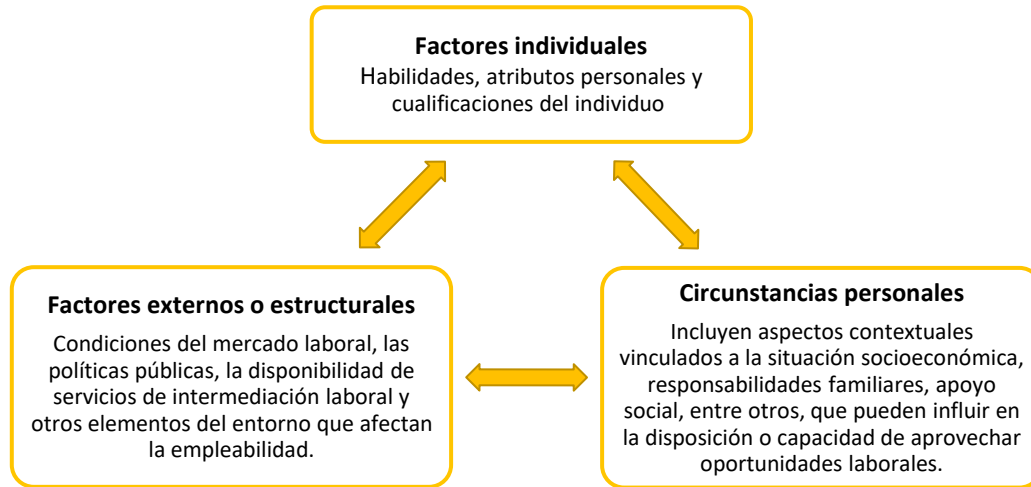 Factores individuales
Habilidades, atributos personales y
cualificaciones del individuo
Factores externos o estructurales
Condiciones del mercado laboral, las
políticas públicas, la disponibilidad de
servicios de intermediación laboral y
otros elementos del entorno que afectan
la empleabilidad.
Circunstancias personales
Incluyen aspectos contextuales
vinculados a la situación socioeconómica,
responsabilidades familiares, apoyo
social, entre otros, que pueden influir en
la disposición o capacidad de aprovechar
oportunidades laborales.